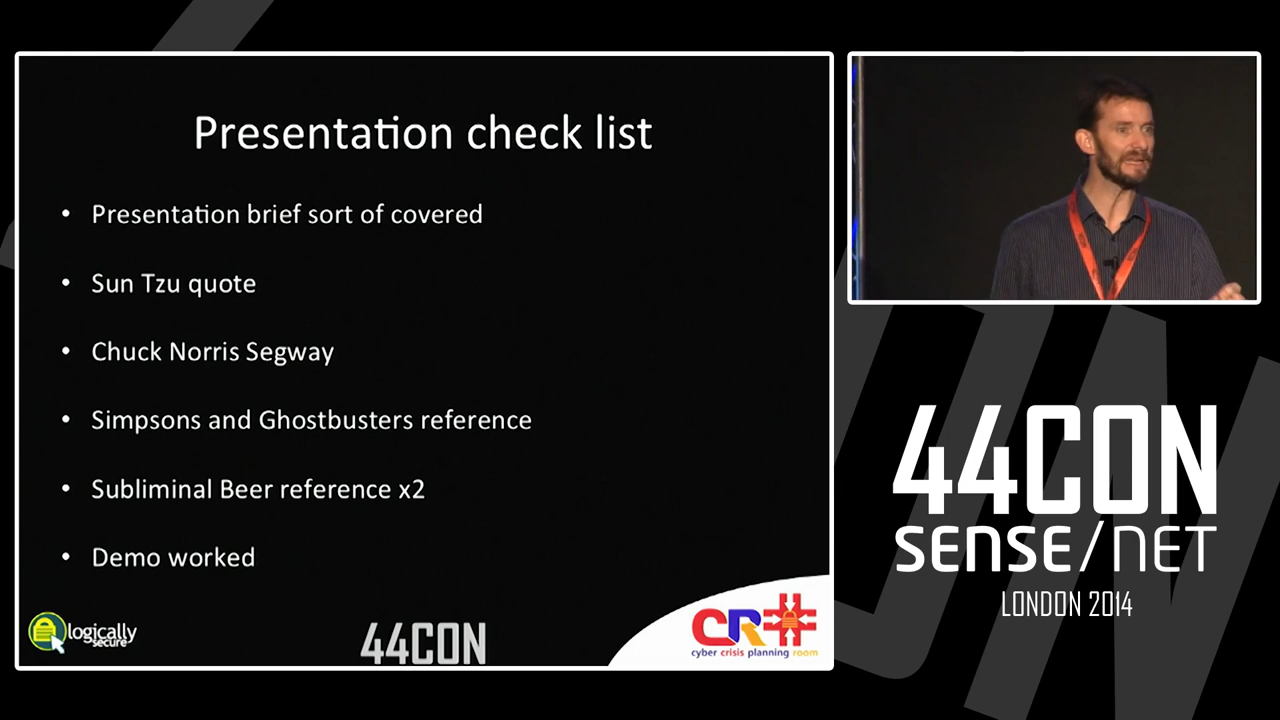 Presentation check list
• Presentation brief sort of covered
• Sun Tzu quote
• Chuck Norris Segway
• Simpsons and Ghostbusters reference
• Subliminal Beer reference x2
• Demo worked
logically
secure
44CON
CR
cyber crisis planning room
44CON
SENSE/NET
LONDON 2014